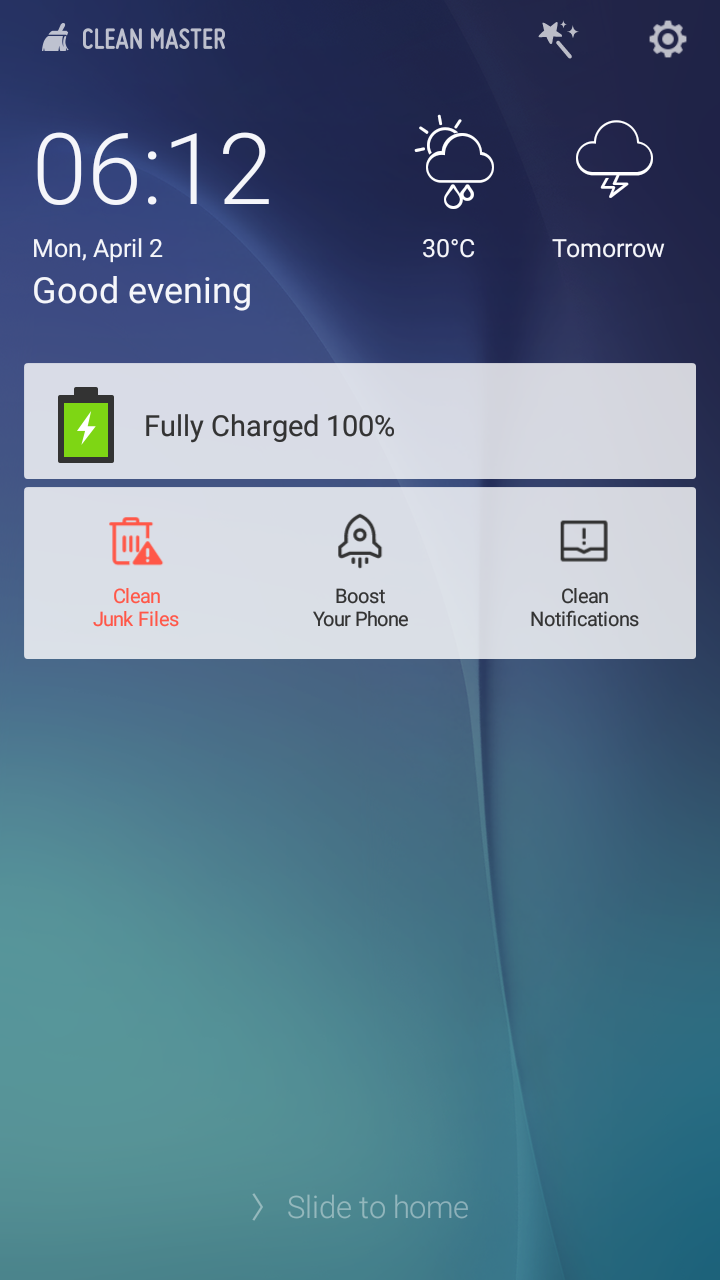 CLEAN MASTER
06:12
Mon, April 2
Good evening
30°C
Tomorrow
Fully Charged 100%
Clean
Junk Files
Boost
Your Phone
Clean
Notifications
Slide to home